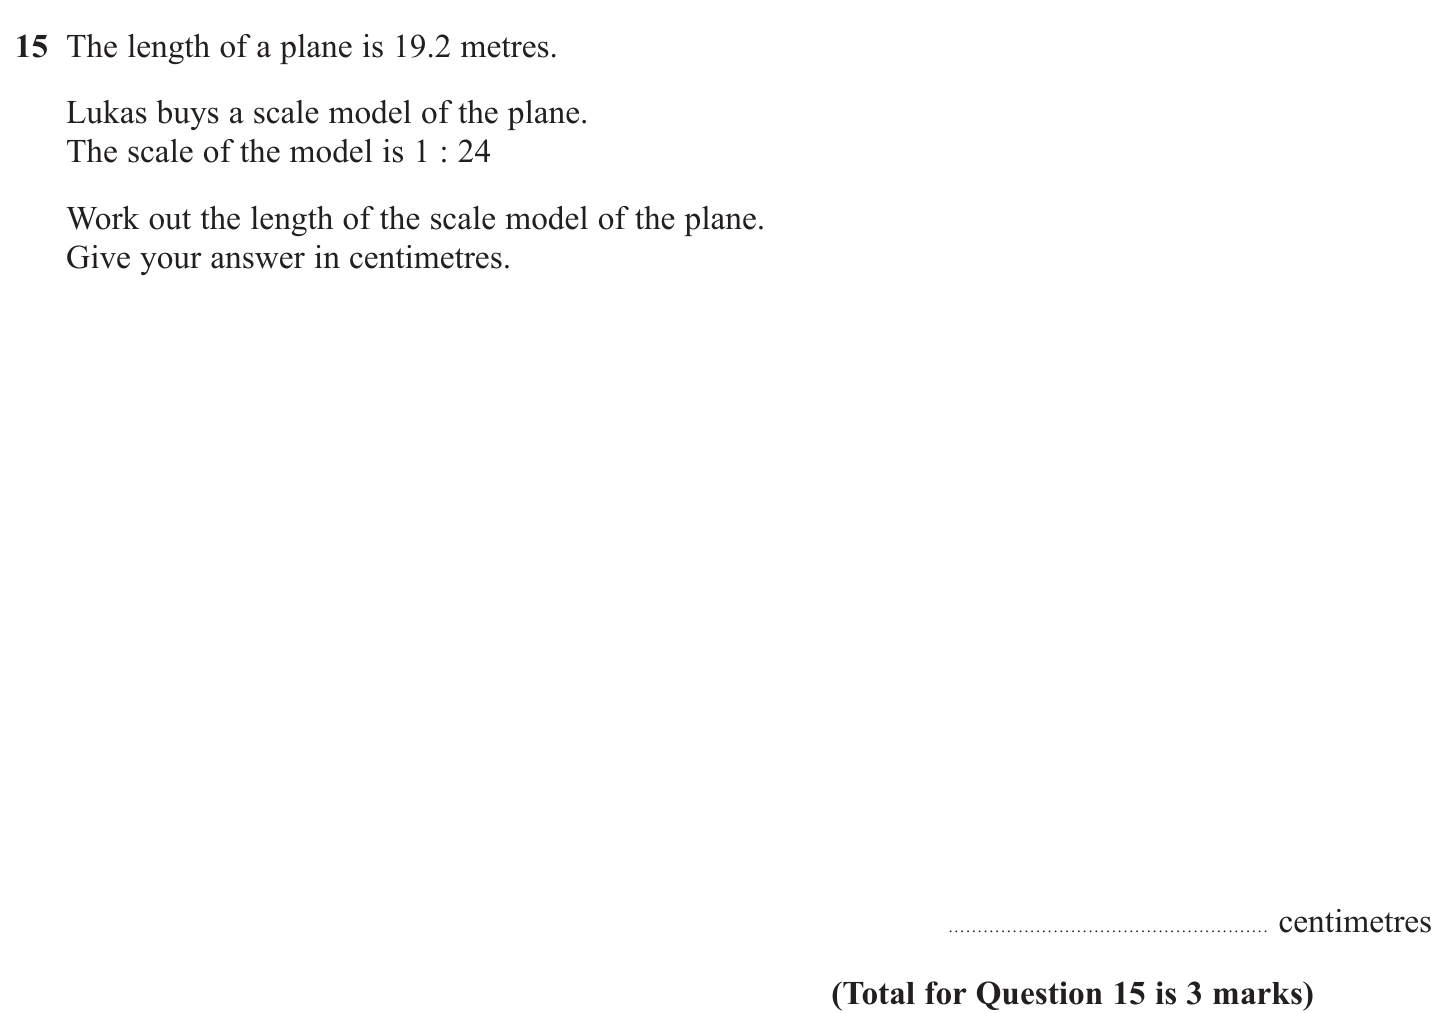 15 The length of a plane is 19.2 metres.
Lukas buys a scale model of the plane.
The scale of the model is 1 : 24
Work out the length of the scale model of the plane.
Give your answer in centimetres.
...................................................... centimetres
(Total for Question 15 is 3 marks)